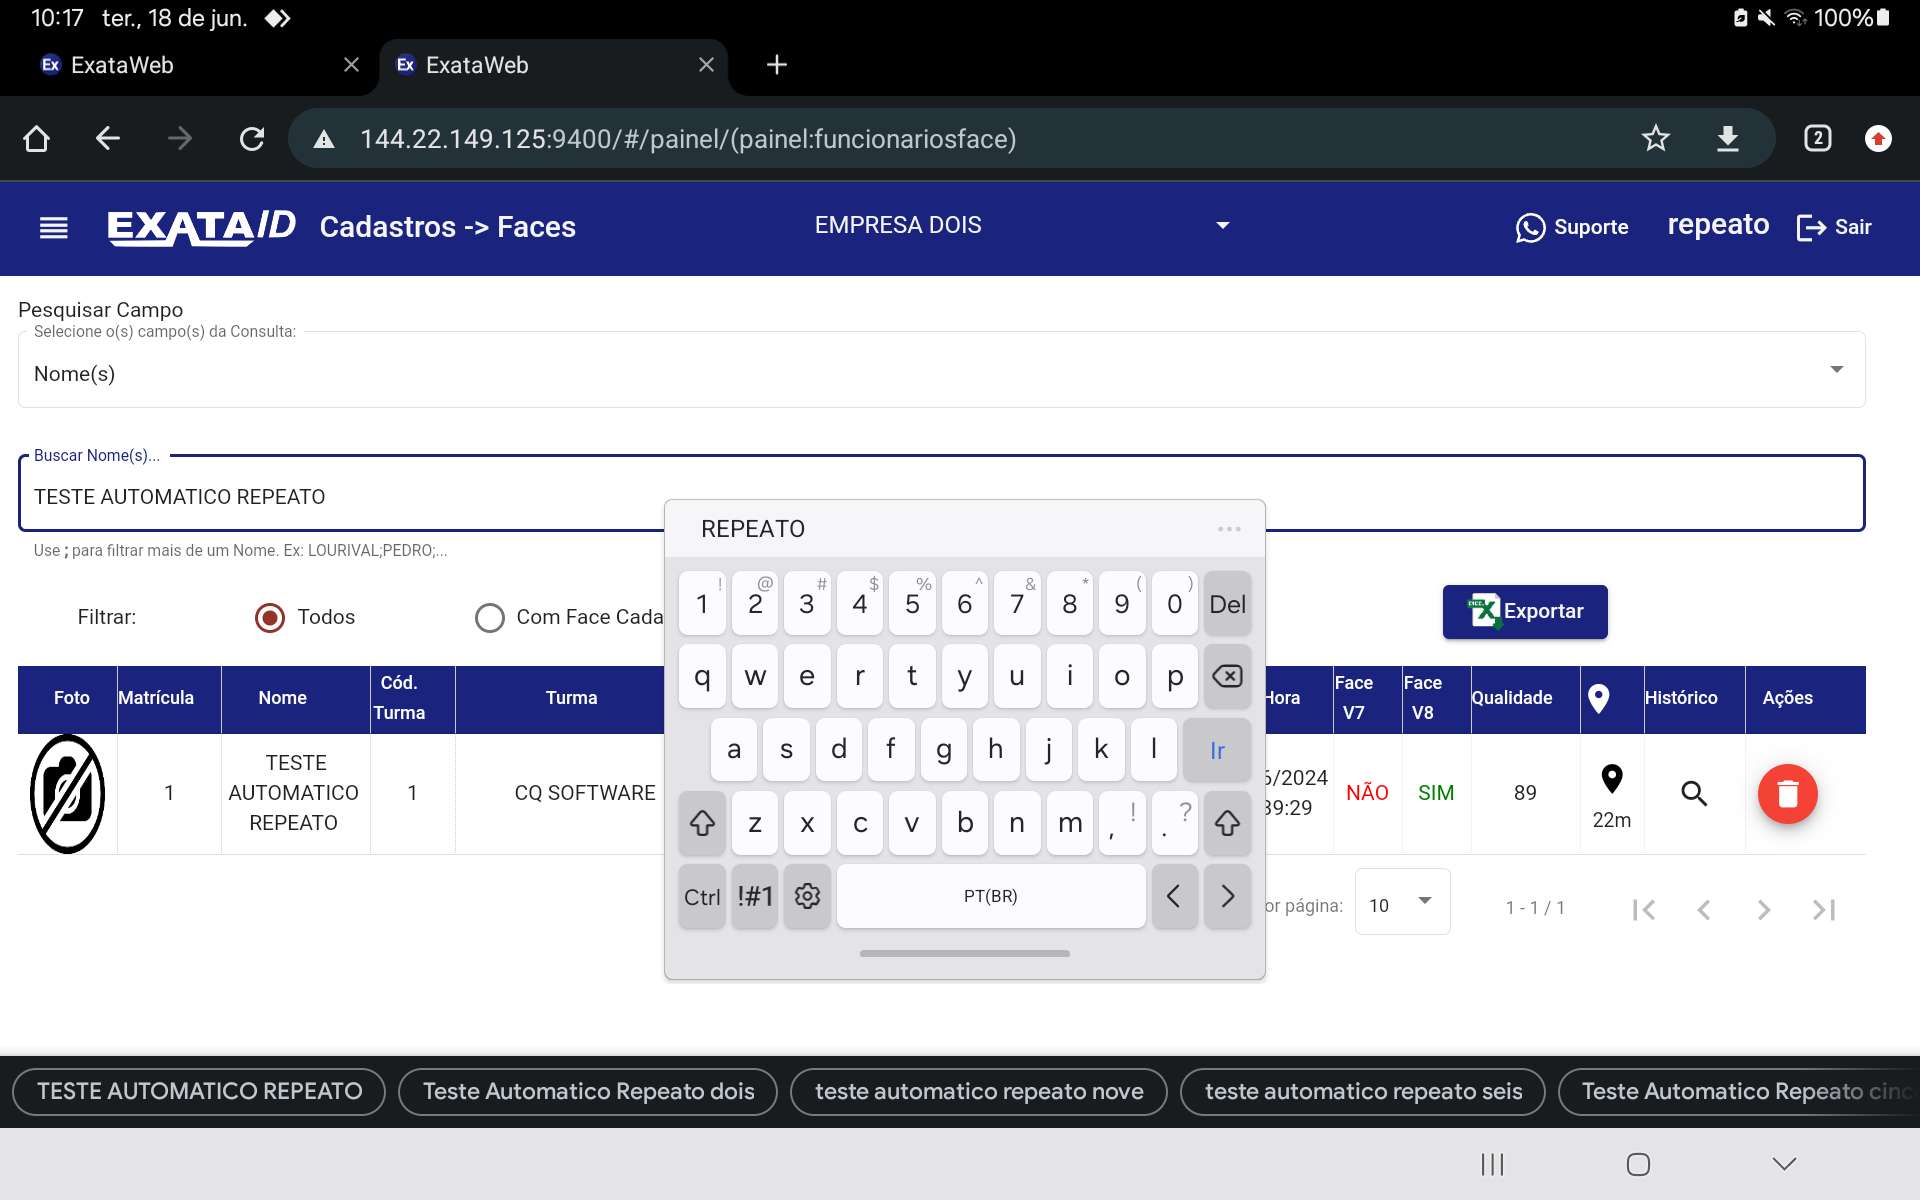 10:17 ter., 18 de jun. 100%
Ex ExataWeb
Ex ExataWeb
144.22.149.125:9400/#/painel/(painel:funcionariosface)
2
EXATA/ID Cadastros -> Faces EMPRESA DOIS Suporte repeato Sair
Pesquisar Campo
Selecione o(s) campo(s) da Consulta:
Nome(s)
Buscar Nome(s)...
TESTE AUTOMATICO REPEATO
Use ; para filtrar mais de um Nome. Ex: LOURIVAL;PEDRO;...
Filtrar: Todos Com Face Cada
Exportar
Foto Matrícula Nome Cód. Turma Turma Hora Face V7 Face V8 Qualidade Histórico Ações
1 TESTE AUTOMATICO REPEATO 1 CQ SOFTWARE 6/2024 39:29 NÃO SIM 89 22m
or página: 10 1 - 1 / 1
REPEATO
! @ # $ % ^ & * ( )
1 2 3 4 5 6 7 8 9 0 Del
q w e r t y u i o p
a s d f g h j k l Ir
z x c v b n m , ! . ?
Ctrl !#1 PT(BR) < >
TESTE AUTOMATICO REPEATO
Teste Automatico Repeato dois
teste automatico repeato nove
teste automatico repeato seis
Teste Automatico Repeato cinc